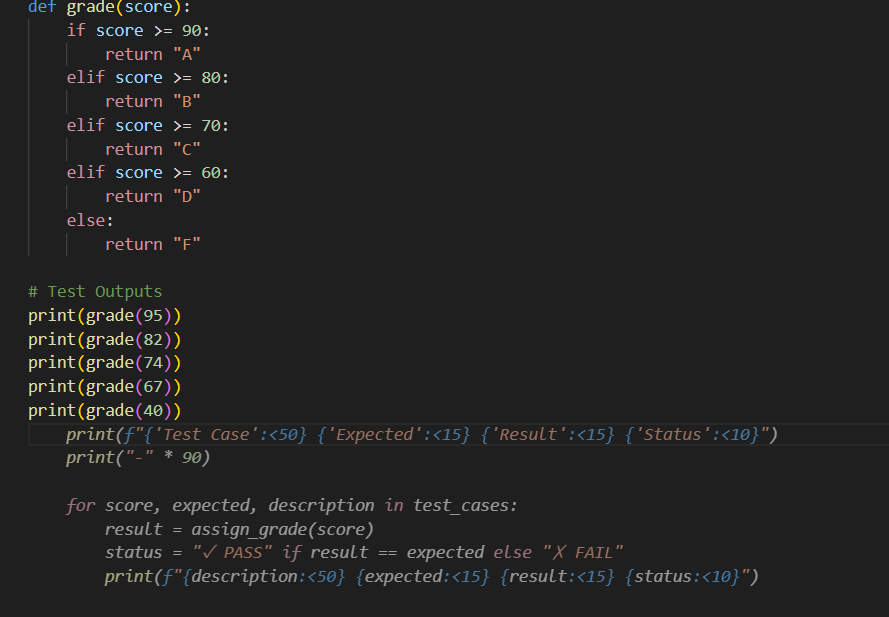 def grade(score):
    if score >= 90:
        return "A"
    elif score >= 80:
        return "B"
    elif score >= 70:
        return "C"
    elif score >= 60:
        return "D"
    else:
        return "F"

# Test Outputs
print(grade(95))
print(grade(82))
print(grade(74))
print(grade(67))
print(grade(40))
    print(f"{'Test Case':<50} {'Expected':<15} {'Result':<15} {'Status':<10}")
    print("-" * 90)

    for score, expected, description in test_cases:
        result = assign_grade(score)
        status = "✓ PASS" if result == expected else "✗ FAIL"
        print(f"{description:<50} {expected:<15} {result:<15} {status:<10}")